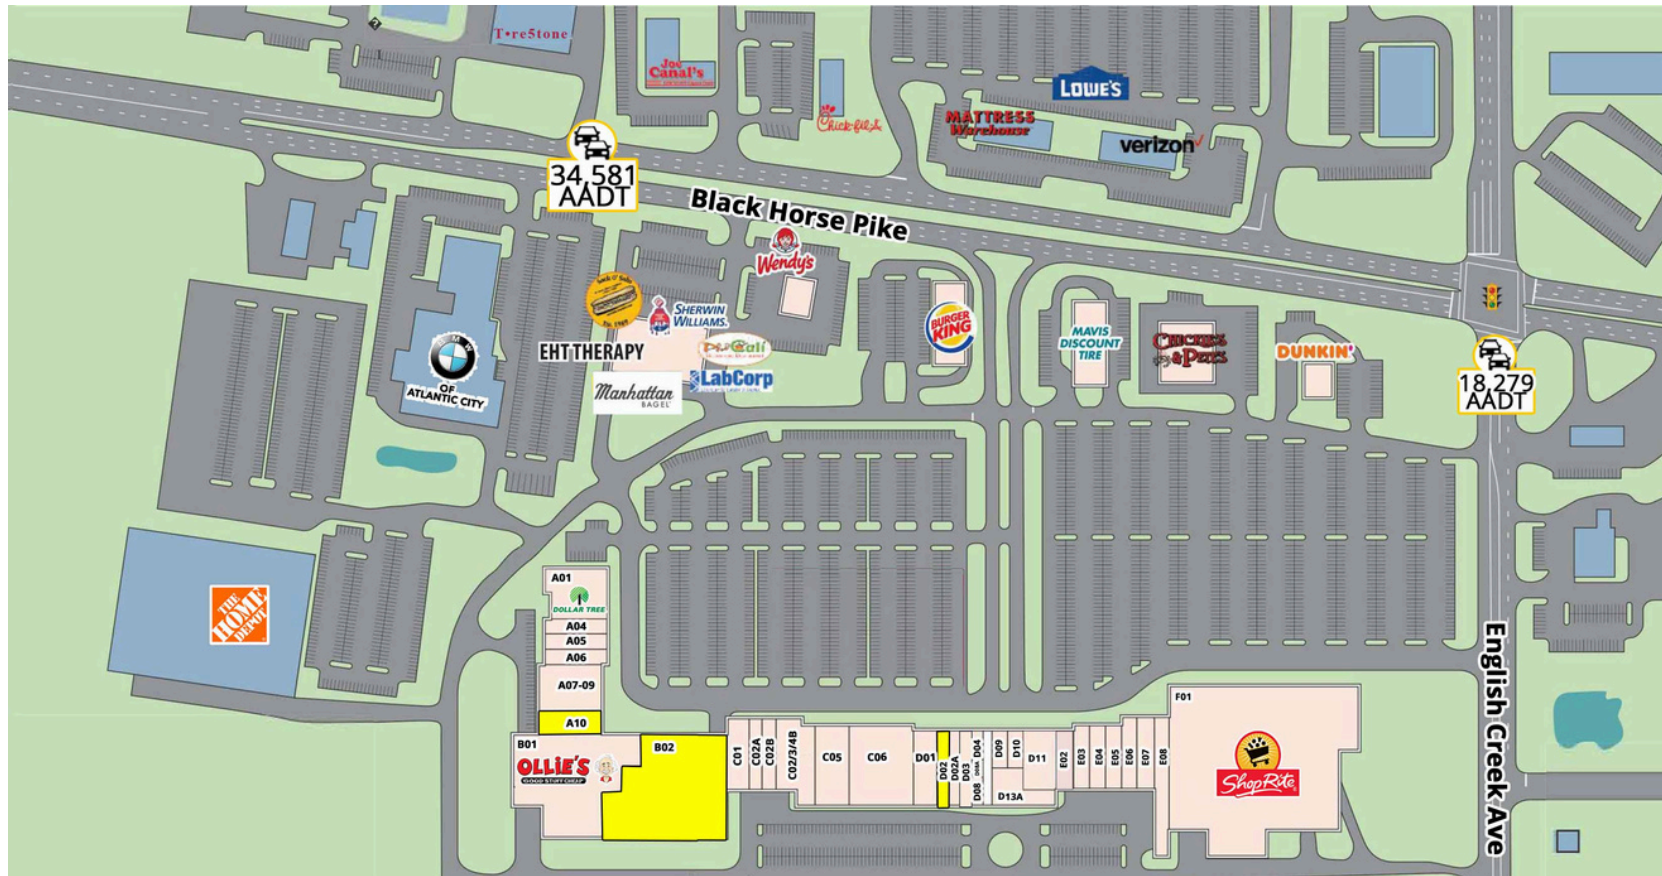 T•re5tone
Joe
Canal's
Chick-fil-A
LOWE'S
MATTRESS
Warehouse
verizon
34,581
AADT
Black Horse Pike
Wendy's
SHERWIN
WILLIAMS.
EHT THERAPY
Manhattan
BAGEL
LabCorp
BURGER
KING
MAVIS
DISCOUNT
TIRE
CHICKIE'S
& PETE'S
DUNKIN'
18,279
AADT
BMW
OF
ATLANTIC CITY
THE
HOME
DEPOT
A01
DOLLAR TREE
A04
A05
A06
A07-09
A10
B01
OLLIE'S
GOOD STUFF CHEAP
B02
C01
C02A
C02B
C02/3/4B
C05
C06
D01
D02
D02A
D03
D04
D08
D09
D10
D11
D13A
E02
E03
E04
E05
E06
E07
E08
F01
ShopRite
English Creek Ave